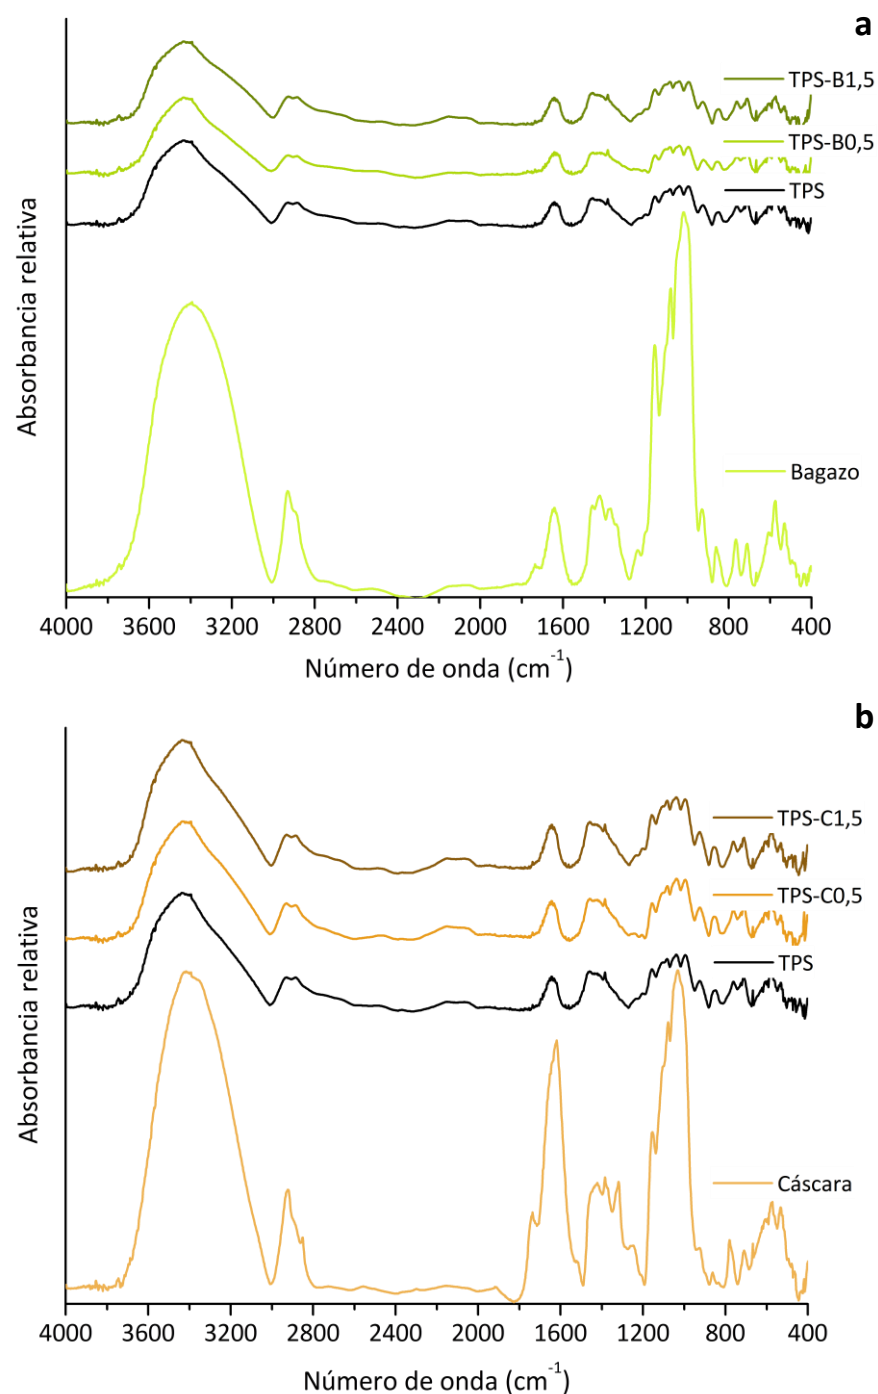 a
TPS-B1,5
TPS-B0,5
TPS
Bagazo
Absorbancia relativa
4000 3600 3200 2800 2400 2000 1600 1200 800 400
Número de onda (cm⁻¹)
b
TPS-C1,5
TPS-C0,5
TPS
Cáscara
Absorbancia relativa
4000 3600 3200 2800 2400 2000 1600 1200 800 400
Número de onda (cm⁻¹)